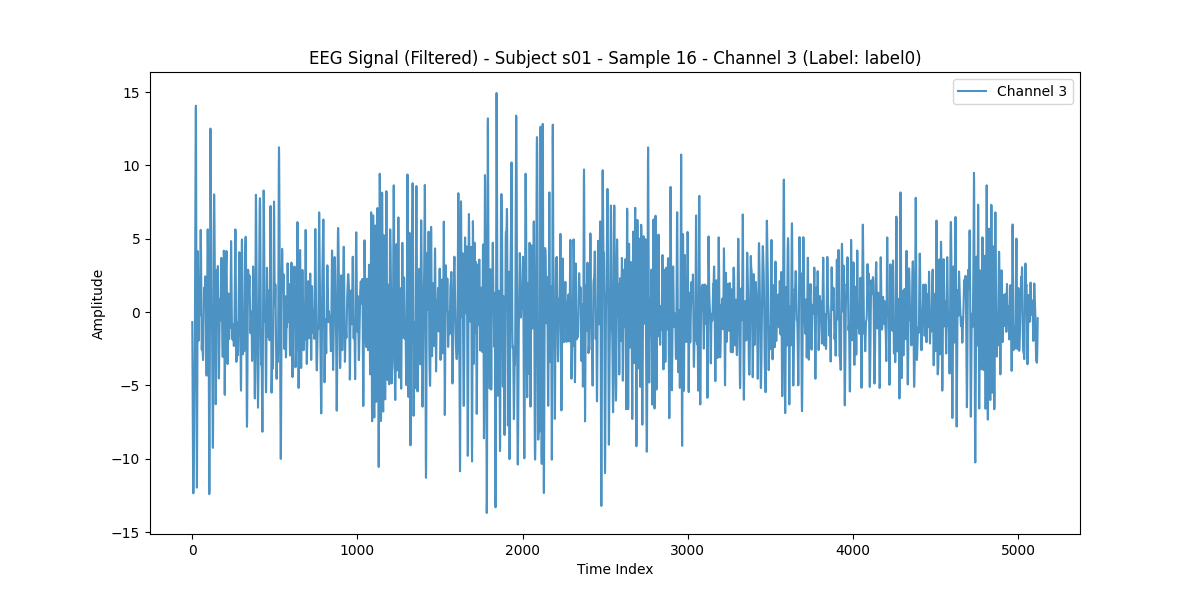 EEG Signal (Filtered) - Subject s01 - Sample 16 - Channel 3 (Label: label0)
Channel 3
15
10
5
0
−5
−10
−15
Amplitude
0 1000 2000 3000 4000 5000
Time Index